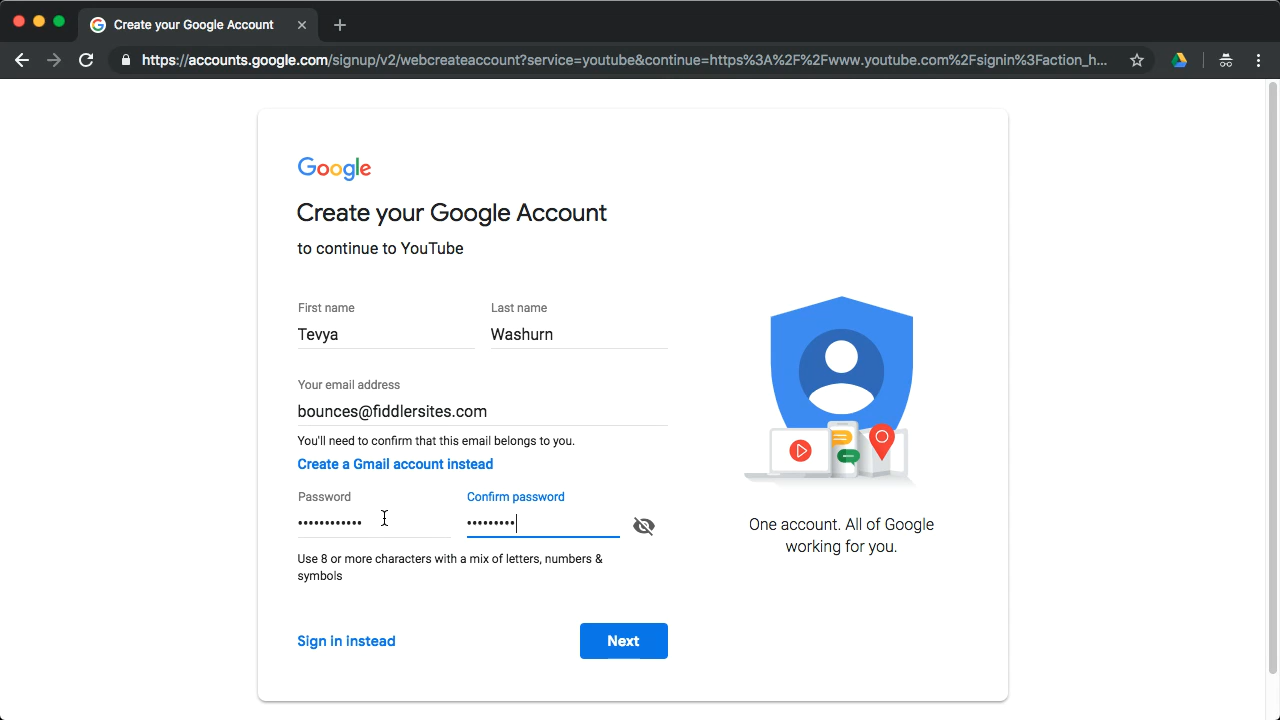 Create your Google Account
https://accounts.google.com/signup/v2/webcreateaccount?service=youtube&continue=https%3A%2F%2Fwww.youtube.com%2Fsignin%3Faction_h...
Google
Create your Google Account
to continue to YouTube
First name Last name
Tevya Washurn
Your email address
bounces@fiddlersites.com
You'll need to confirm that this email belongs to you.
Create a Gmail account instead
Password Confirm password
•••••••••••• •••••••••
Use 8 or more characters with a mix of letters, numbers &
symbols
Sign in instead Next
One account. All of Google
working for you.